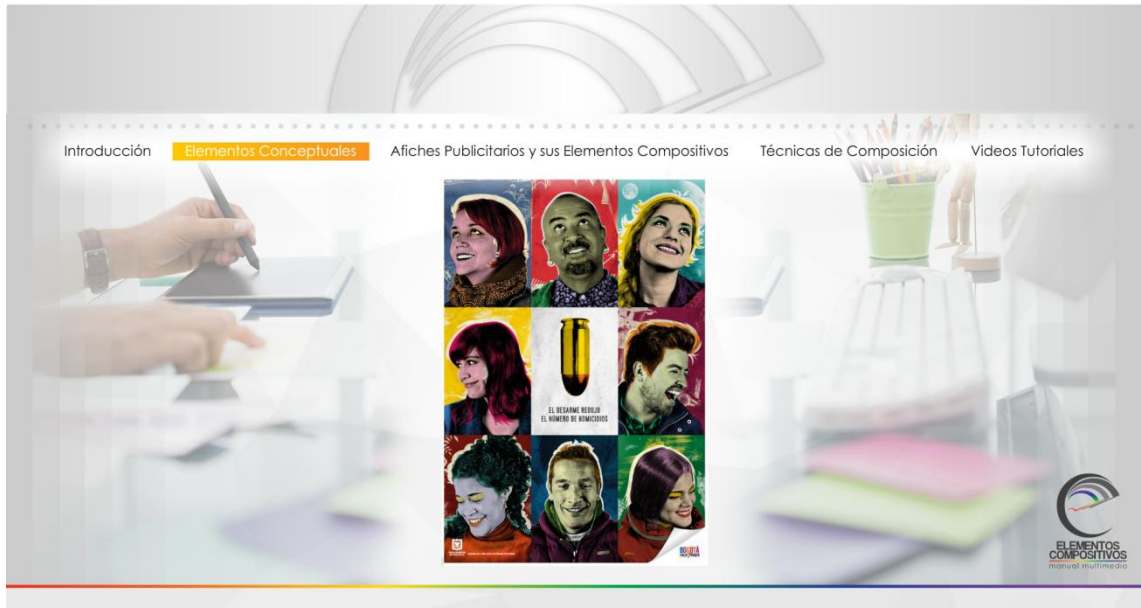 Introducción
Elementos Conceptuales
Afiches Publicitarios y sus Elementos Compositivos
Técnicas de Composición
Videos Tutoriales
EL DESARME REDUJO
EL NÚMERO DE HOMICIDIOS
BOGOTÁ
ELEMENTOS
COMPOSITIVOS
manual multimedia